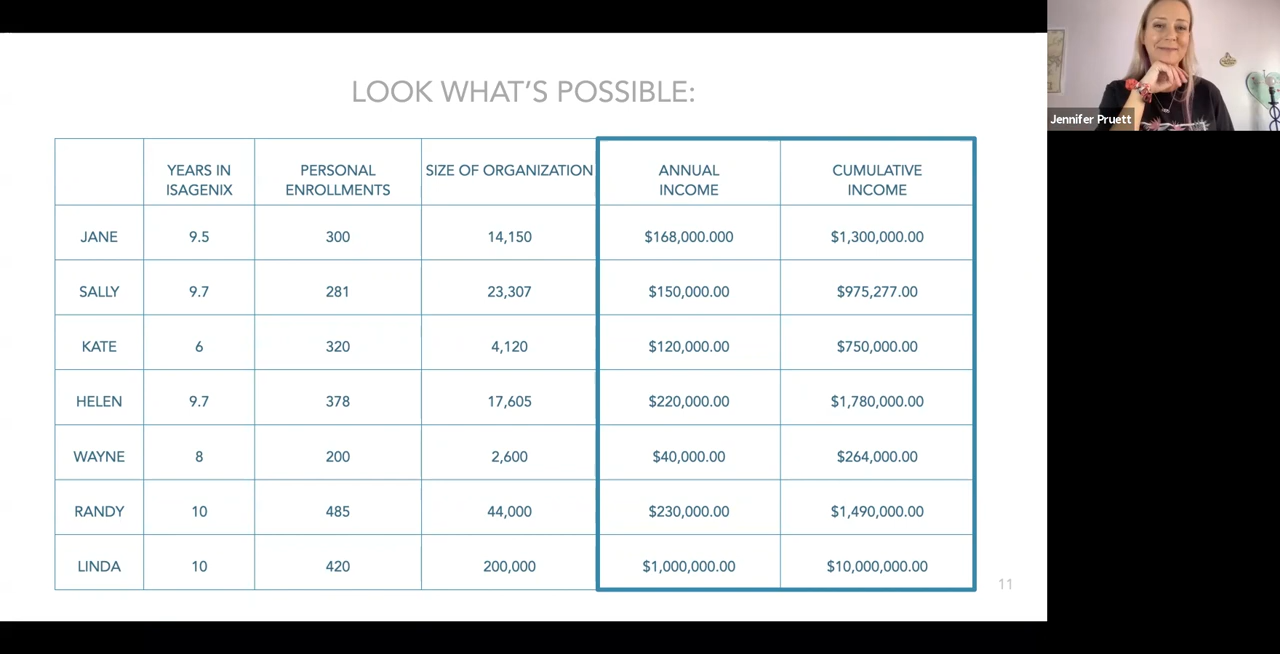 LOOK WHAT'S POSSIBLE:
Jennifer Pruett
YEARS IN ISAGENIX PERSONAL ENROLLMENTS SIZE OF ORGANIZATION ANNUAL INCOME CUMULATIVE INCOME
JANE 9.5 300 14,150 $168,000.000 $1,300,000.00
SALLY 9.7 281 23,307 $150,000.00 $975,277.00
KATE 6 320 4,120 $120,000.00 $750,000.00
HELEN 9.7 378 17,605 $220,000.00 $1,780,000.00
WAYNE 8 200 2,600 $40,000.00 $264,000.00
RANDY 10 485 44,000 $230,000.00 $1,490,000.00
LINDA 10 420 200,000 $1,000,000.00 $10,000,000.00
11